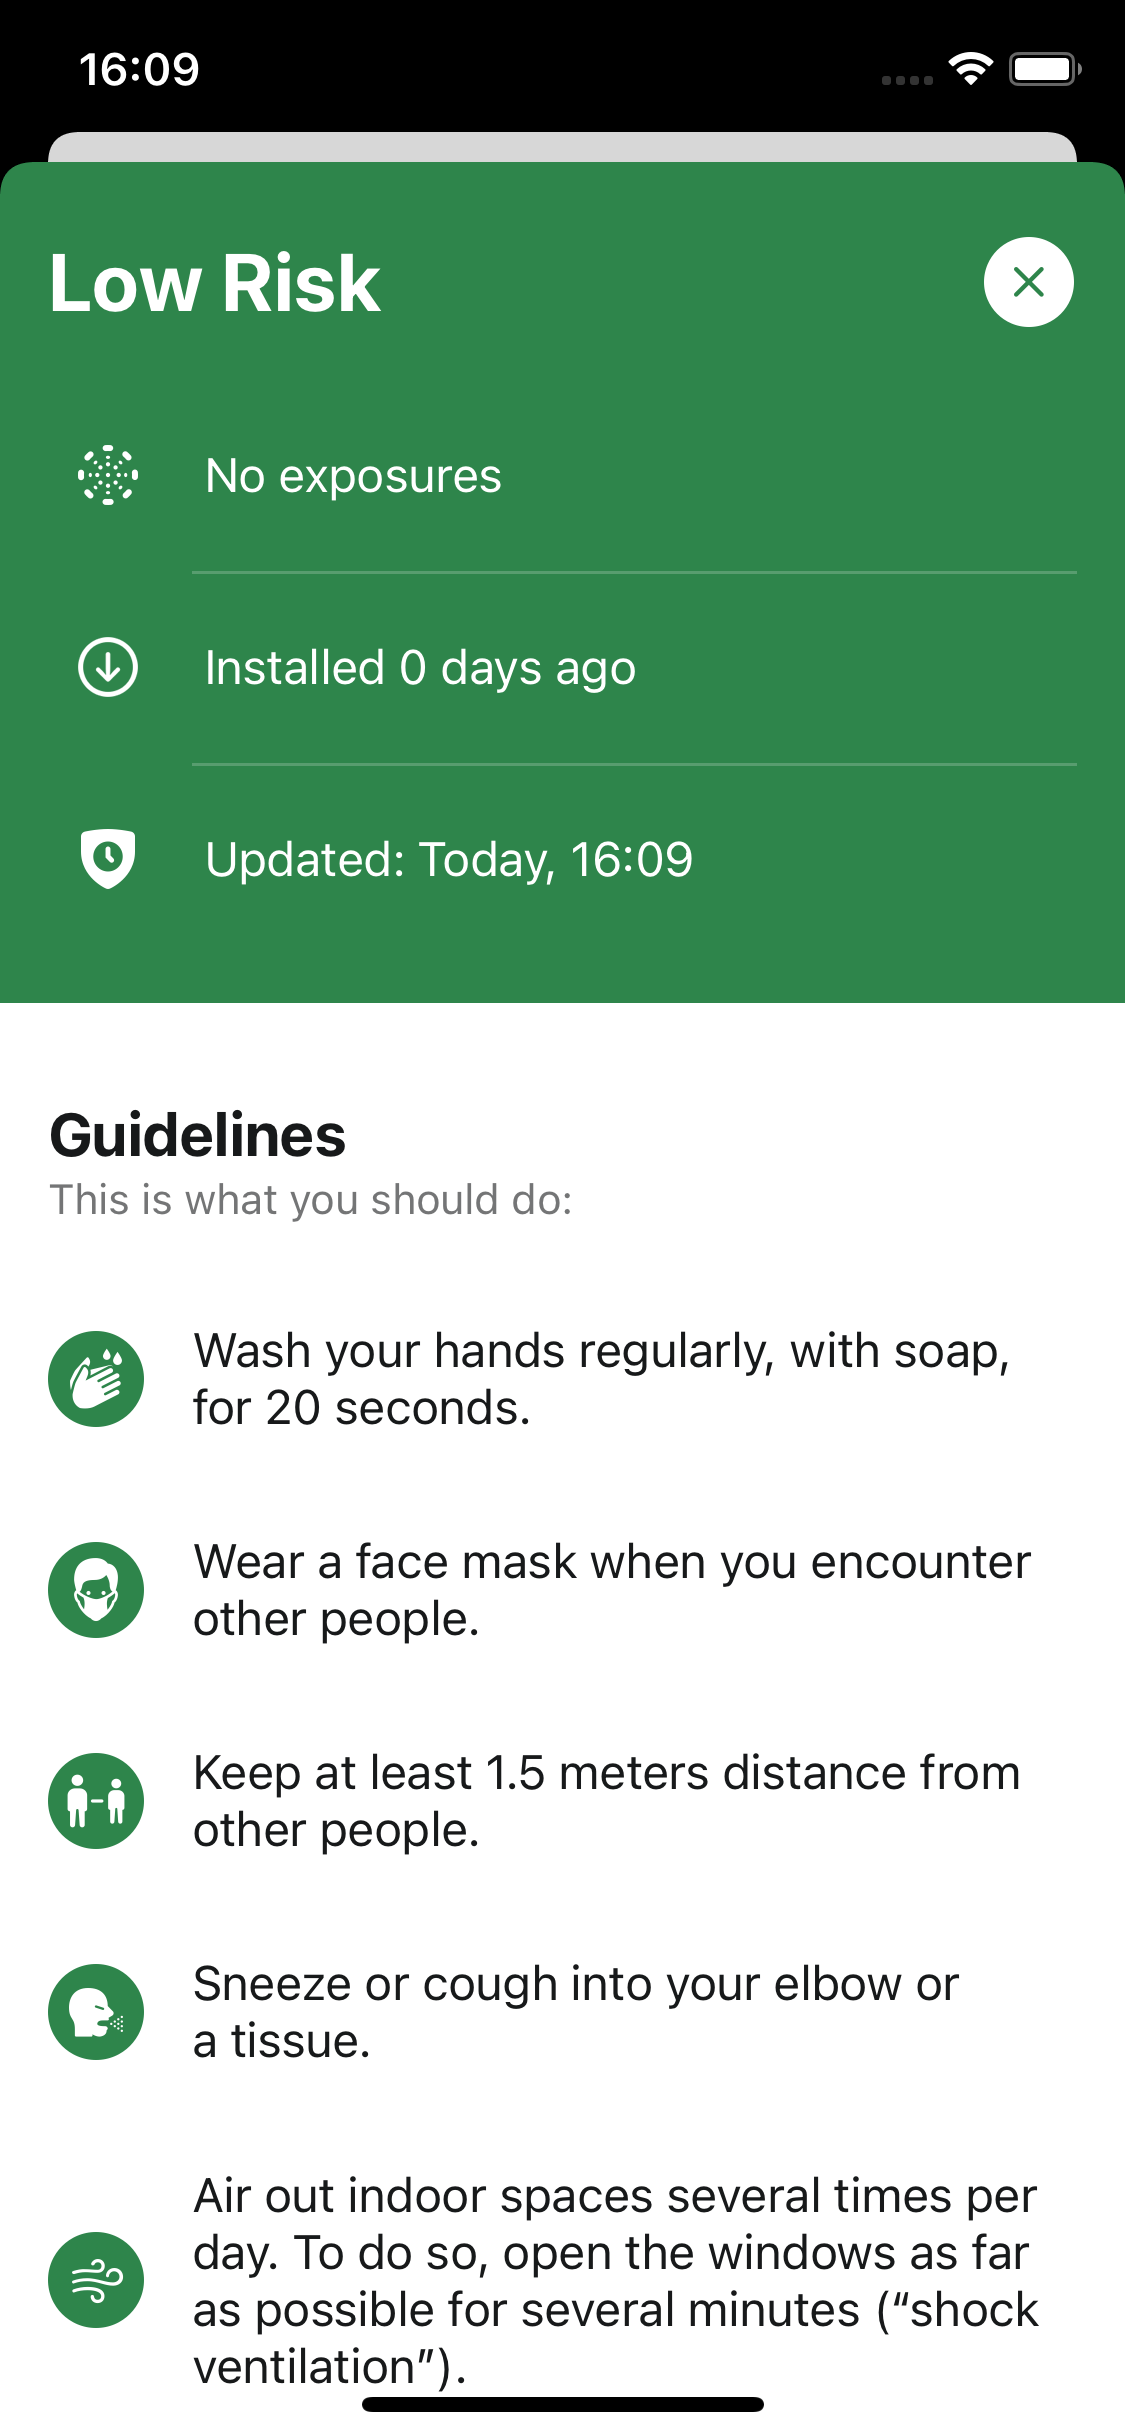 16:09
Low Risk
No exposures
Installed 0 days ago
Updated: Today, 16:09
Guidelines
This is what you should do:
Wash your hands regularly, with soap,
for 20 seconds.
Wear a face mask when you encounter
other people.
Keep at least 1.5 meters distance from
other people.
Sneeze or cough into your elbow or
a tissue.
Air out indoor spaces several times per
day. To do so, open the windows as far
as possible for several minutes (“shock
ventilation”).